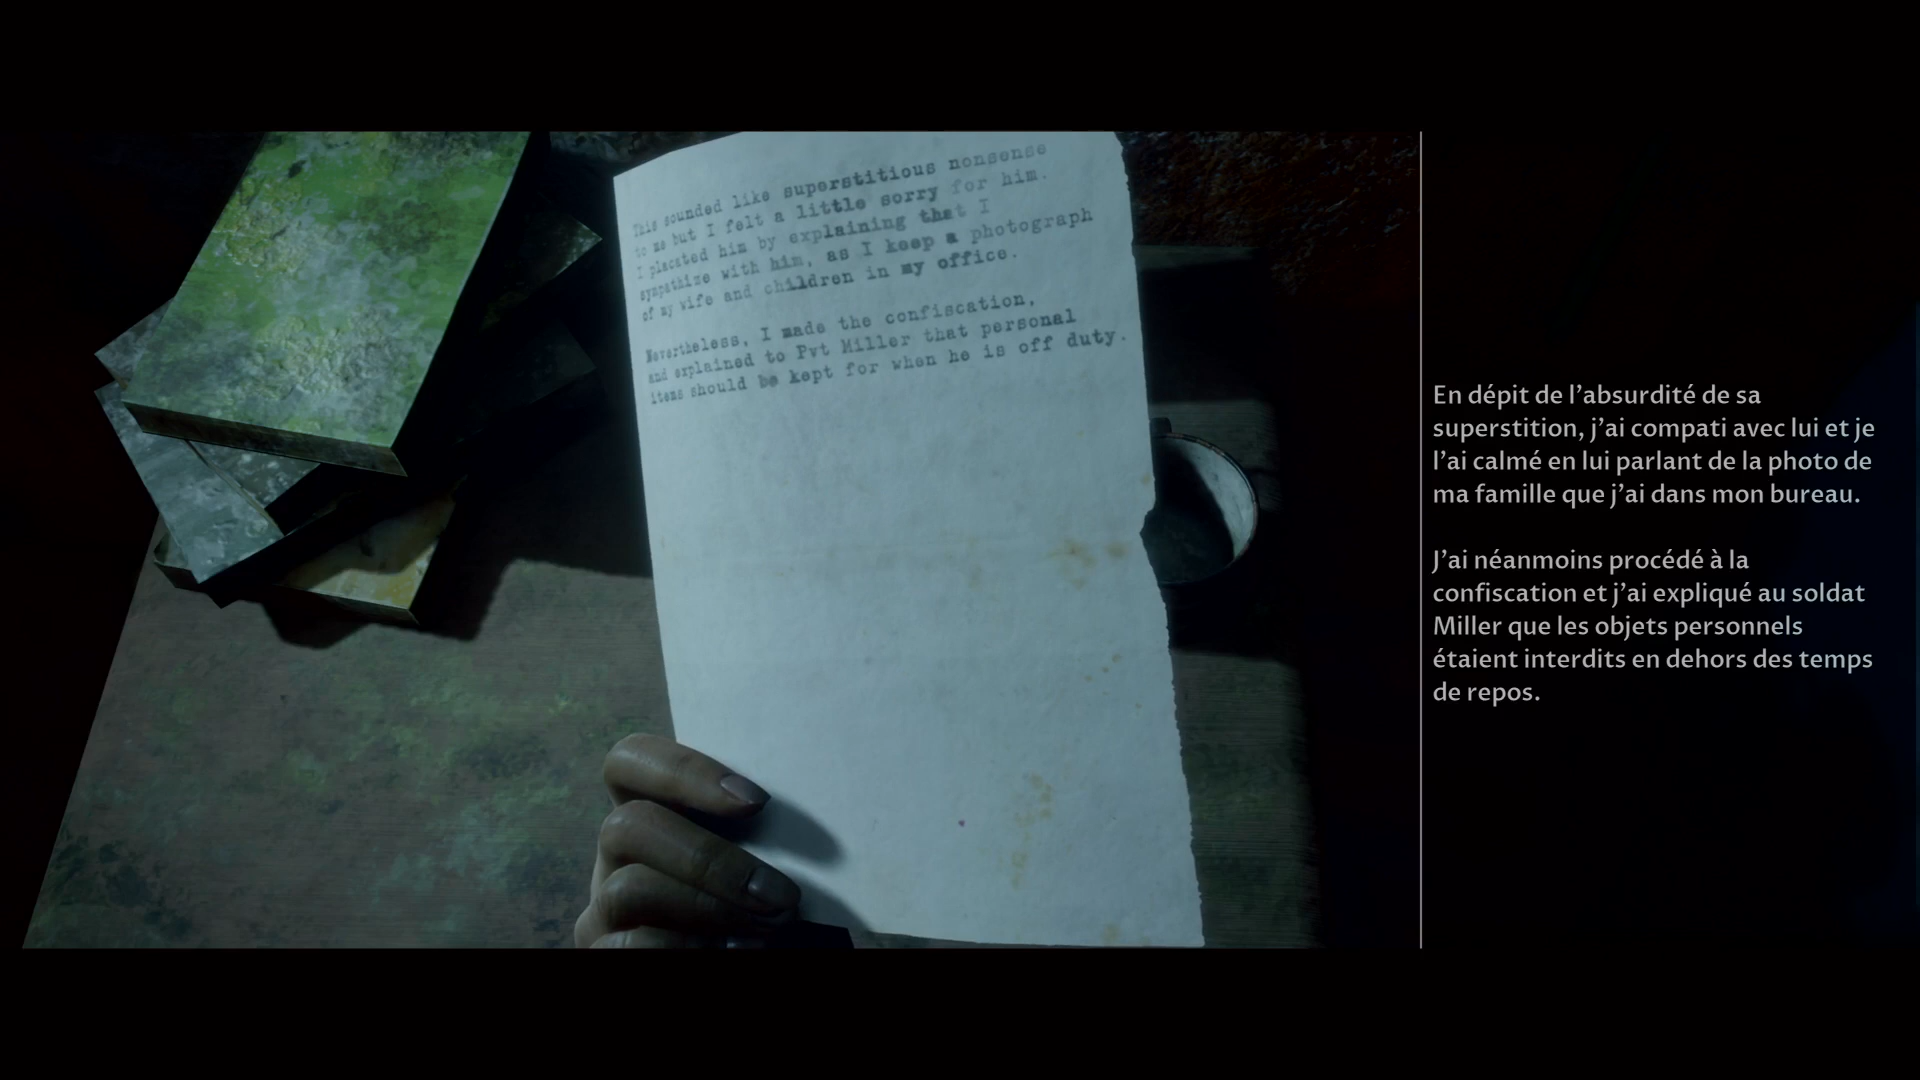 This sounded like superstitious nonsense
to me but I felt a little sorry for him.
I placated him by explaining that I
sympathize with him, as I keep a photograph
of my wife and children in my office.
Nevertheless, I made the confiscation,
and explained to Pvt Miller that personal
items should be kept for when he is off duty.
En dépit de l’absurdité de sa
superstition, j’ai compati avec lui et je
l’ai calmé en lui parlant de la photo de
ma famille que j’ai dans mon bureau.
J’ai néanmoins procédé à la
confiscation et j’ai expliqué au soldat
Miller que les objets personnels
étaient interdits en dehors des temps
de repos.